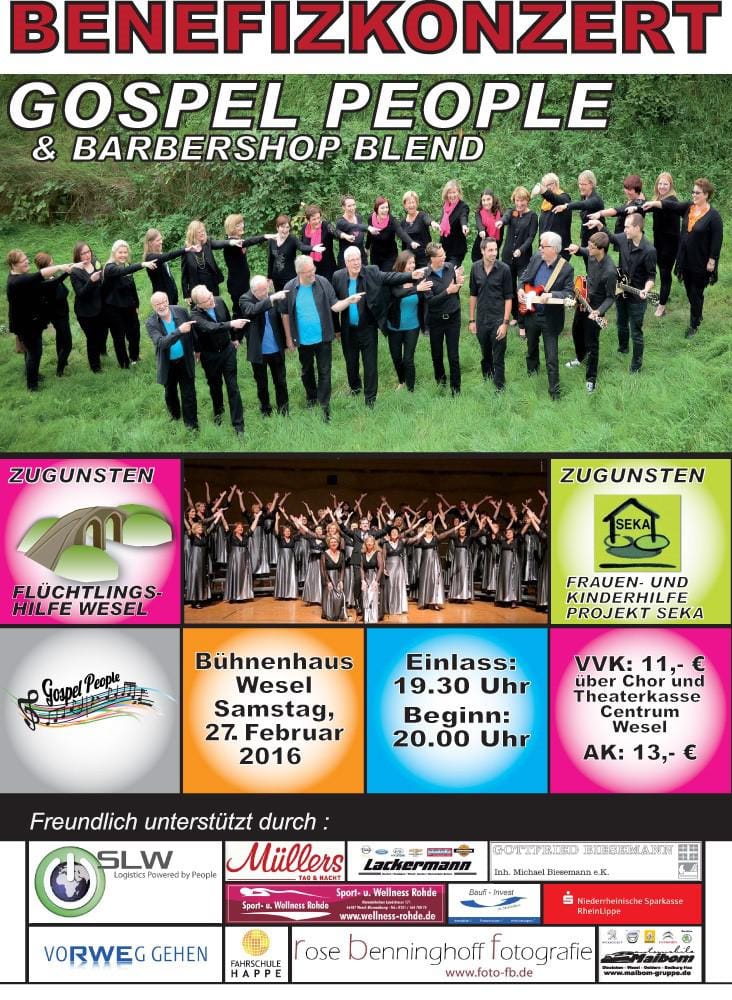 BENEFIZKONZERT
GOSPEL PEOPLE
& BARBERSHOP BLEND
ZUGUNSTEN
FLÜCHTLINGS-
HILFE WESEL
ZUGUNSTEN
SEKA
FRAUEN- UND
KINDERHILFE
PROJEKT SEKA
Gospel People
Bühnenhaus
Wesel
Samstag,
27. Februar
2016
Einlass:
19.30 Uhr
Beginn:
20.00 Uhr
VVK: 11,- €
über Chor und
Theaterkasse
Centrum
Wesel
AK: 13,- €
Freundlich unterstützt durch :
SLW
Logistics Powered by People
Müllers
TAG & NACHT
Lackermann
GOTTFRIED BIESEMANN
Inh. Michael Biesemann e.K.
Sport- u. Wellness Rohde
Sport- u. Wellness Rohde
www.wellness-rohde.de
Baufi - Invest
Niederrheinische Sparkasse
RheinLippe
VORWEG GEHEN
FAHRSCHULE
HAPPE
rose benninghoff fotografie
www.foto-fb.de
automobile
Maibom
www.maibom-gruppe.de